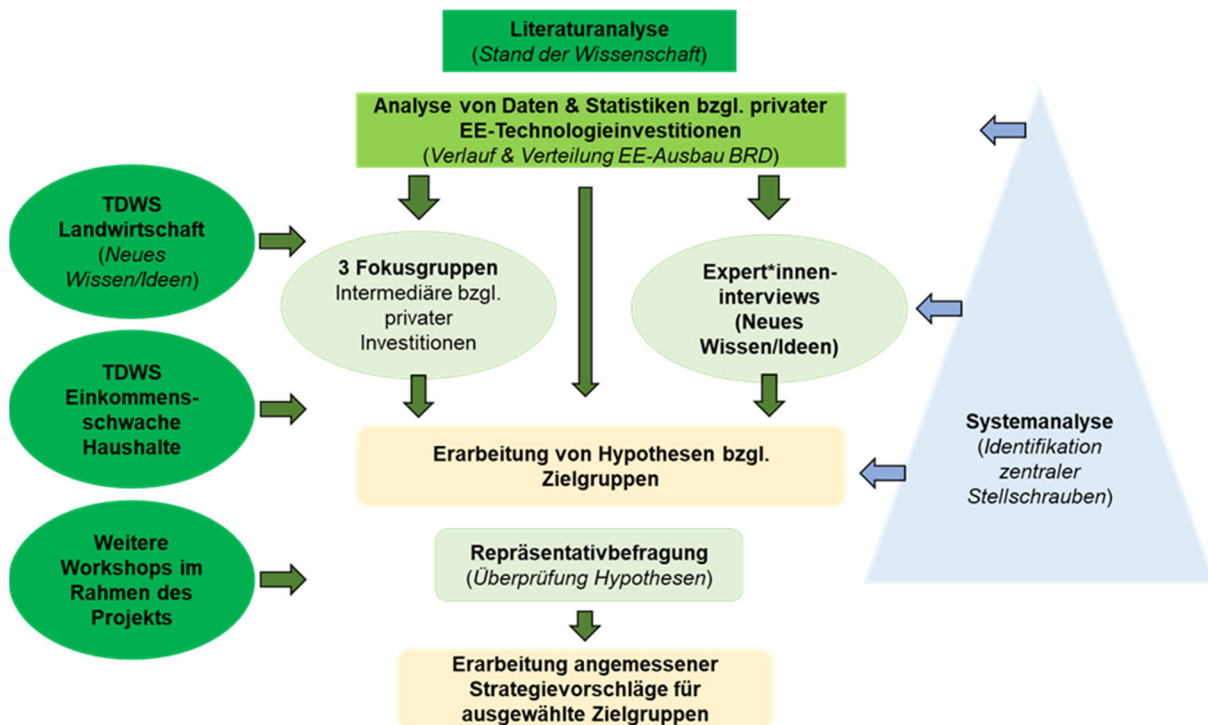 Literaturanalyse
(Stand der Wissenschaft)
Analyse von Daten & Statistiken bzgl. privater
EE-Technologieinvestitionen
(Verlauf & Verteilung EE-Ausbau BRD)
TDWS
Landwirtschaft
(Neues
Wissen/Ideen)
3 Fokusgruppen
Intermediäre bzgl.
privater
Investitionen
Expert*innen-
interviews
(Neues
Wissen/Ideen)
TDWS
Einkommens-
schwache
Haushalte
Erarbeitung von Hypothesen bzgl.
Zielgruppen
Systemanalyse
(Identifikation
zentraler
Stellschrauben)
Weitere
Workshops im
Rahmen des
Projekts
Repräsentativbefragung
(Überprüfung Hypothesen)
Erarbeitung angemessener
Strategievorschläge für
ausgewählte Zielgruppen